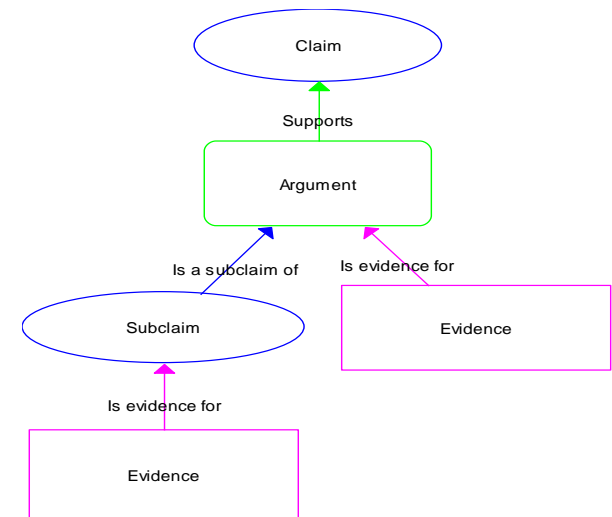 Claim
Supports
Argument
Is a subclaim of
Is evidence for
Subclaim
Evidence
Is evidence for
Evidence